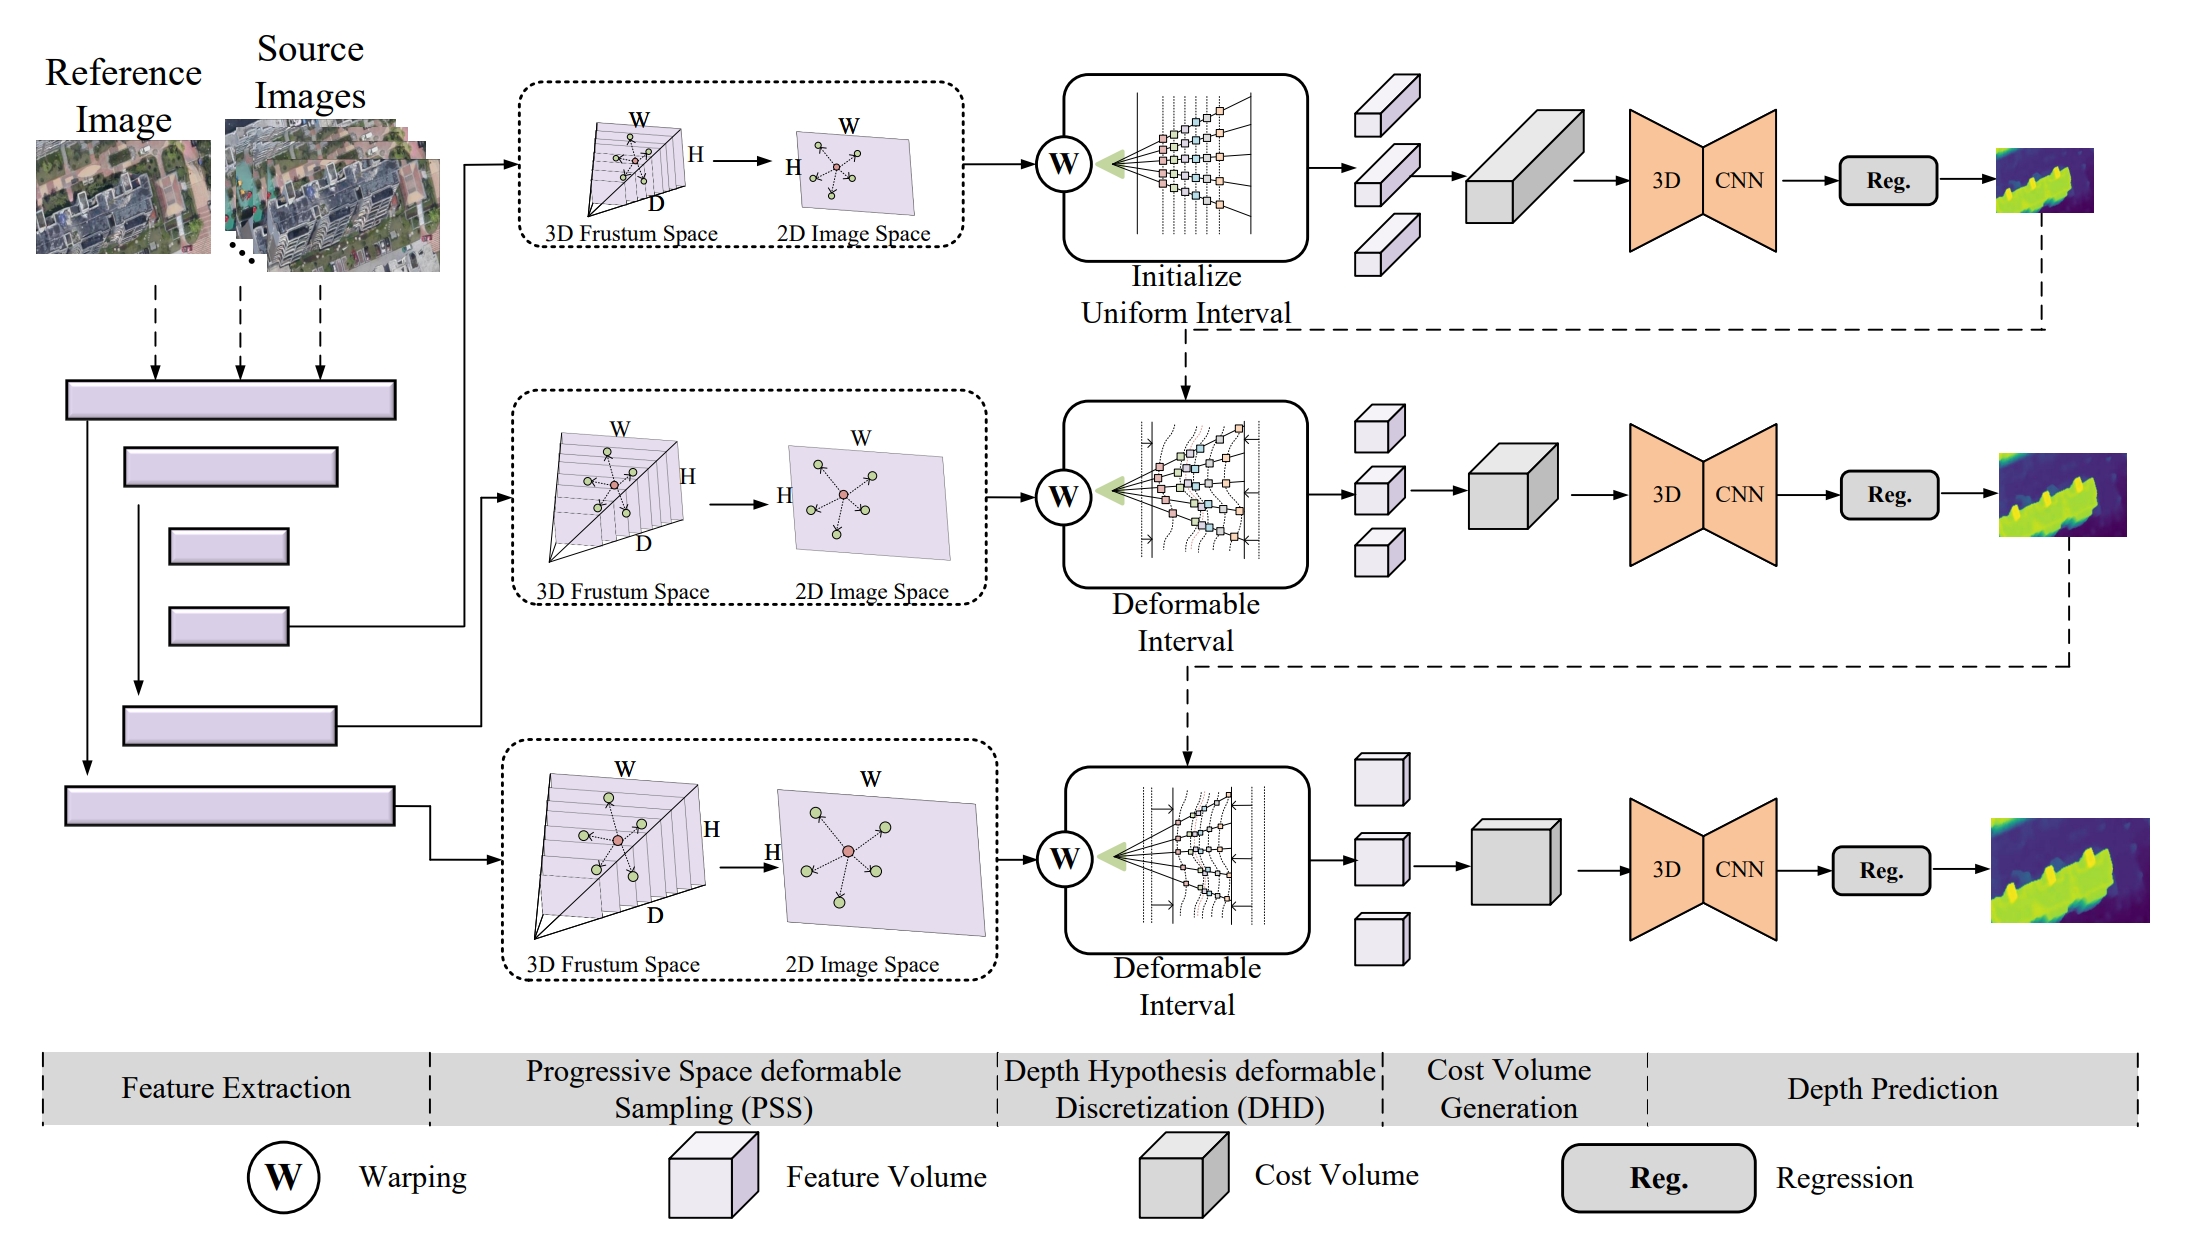 Reference
Image
Source
Images
W
H
D
3D Frustum Space
W
H
2D Image Space
W
Initialize
Uniform Interval
3D
CNN
Reg.
W
H
D
3D Frustum Space
W
H
2D Image Space
W
Deformable
Interval
3D
CNN
Reg.
W
H
D
3D Frustum Space
W
H
2D Image Space
W
Deformable
Interval
3D
CNN
Reg.
Feature Extraction
Progressive Space deformable
Sampling (PSS)
Depth Hypothesis deformable
Discretization (DHD)
Cost Volume
Generation
Depth Prediction
W
Warping
Feature Volume
Cost Volume
Reg.
Regression